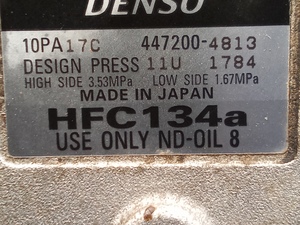 DENSO
10PA17C 447200-4813
DESIGN PRESS 11U 1784
HIGH SIDE 3.53MPa LOW SIDE 1.67MPa
MADE IN JAPAN
HFC134a
USE ONLY ND-OIL 8